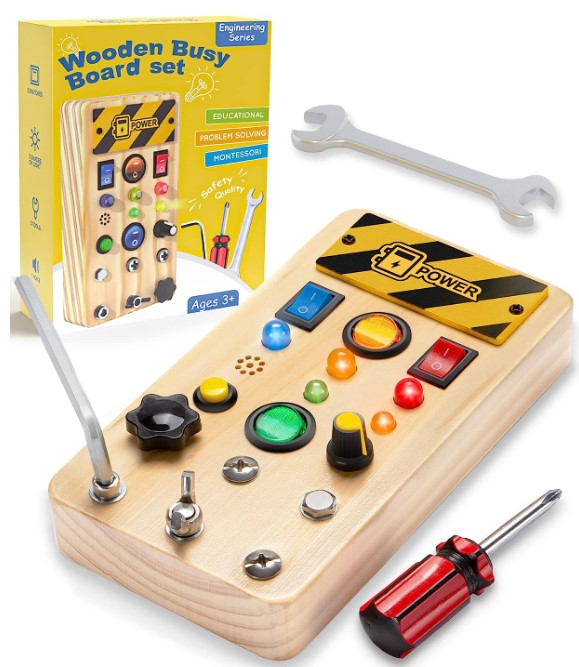 Engineering
Series
Wooden Busy
Board set
EDUCATIONAL
PROBLEM SOLVING
MONTESSORI
POWER
Safety
Quality
Ages 3+
POWER